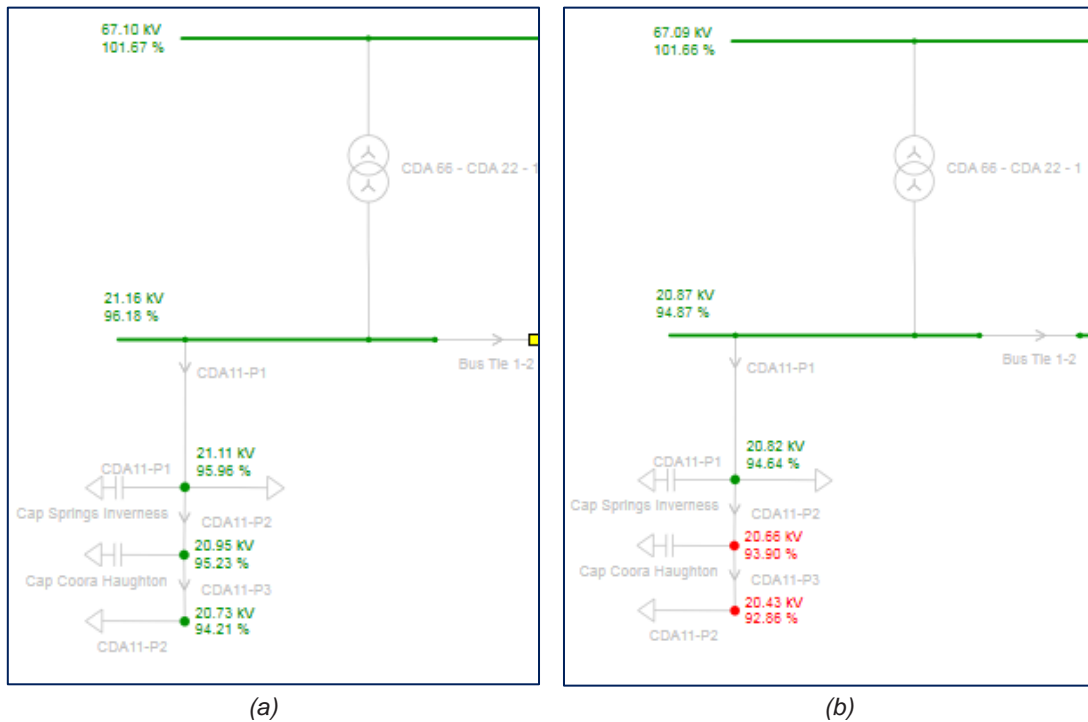 67.10 kV
101.67 %
CDA 66 - CDA 22 - 1
21.16 kV
96.18 %
Bus Tie 1-2
CDA11-P1
21.11 kV
95.96 %
CDA11-P1
Cap Springs Inverness
CDA11-P2
20.95 kV
95.23 %
Cap Coora Haughton
CDA11-P3
20.73 kV
94.21 %
CDA11-P2
(a)
67.09 kV
101.66 %
CDA 66 - CDA 22 - 1
20.87 kV
94.87 %
Bus Tie 1-2
CDA11-P1
20.82 kV
94.64 %
CDA11-P1
Cap Springs Inverness
CDA11-P2
20.66 kV
93.90 %
Cap Coora Haughton
CDA11-P3
20.43 kV
92.86 %
CDA11-P2
(b)